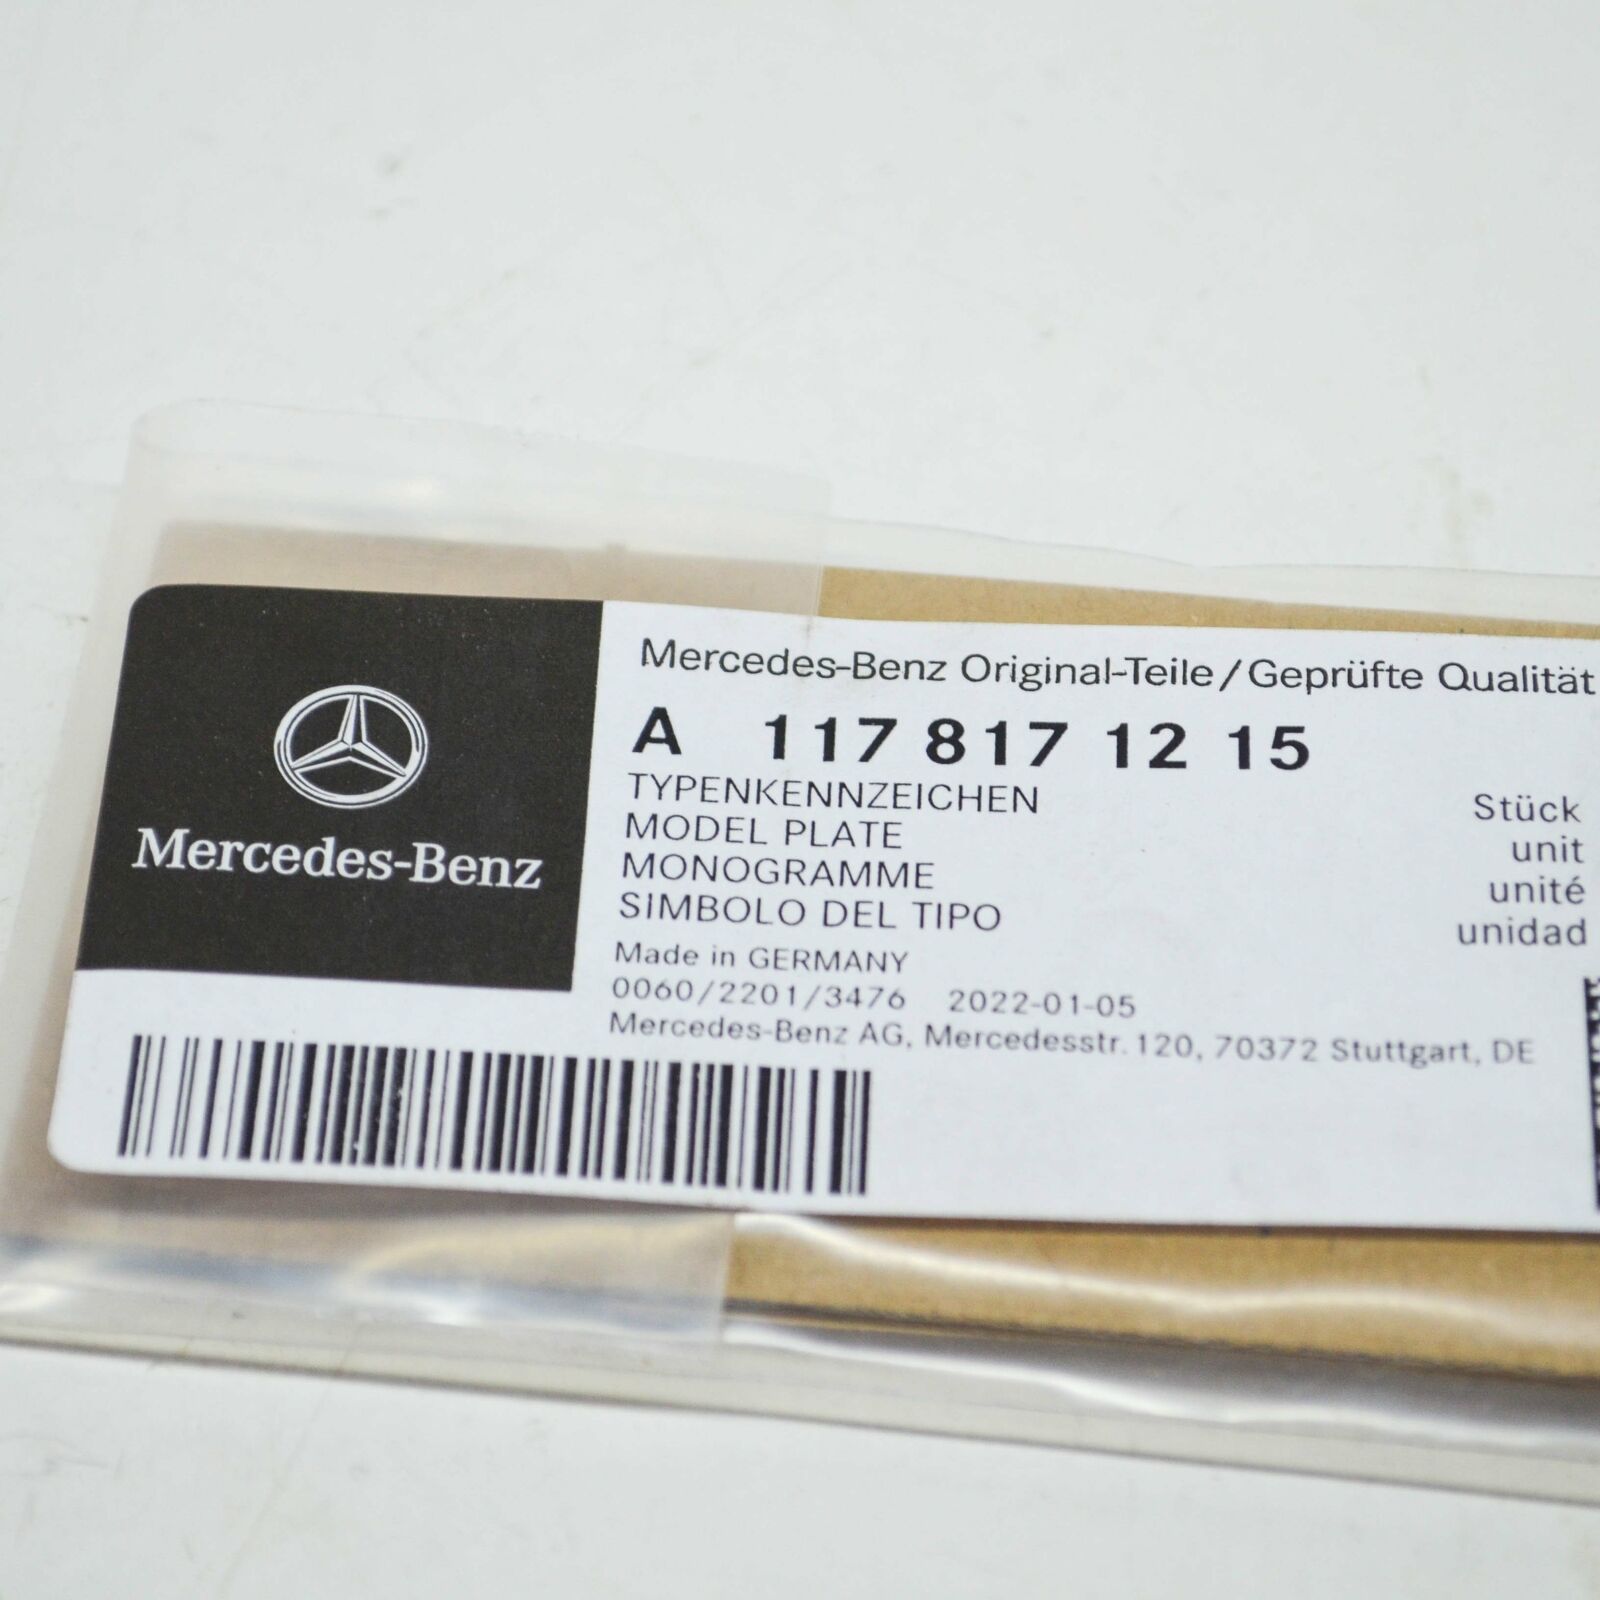 Mercedes-Benz
Mercedes-Benz Original-Teile/Geprüfte Qualität
A 117 817 12 15
TYPENKENNZEICHEN
MODEL PLATE
MONOGRAMME
SIMBOLO DEL TIPO
Stück
unit
unité
unidad
Made in GERMANY
0060/2201/3476 2022-01-05
Mercedes-Benz AG, Mercedesstr. 120, 70372 Stuttgart, DE